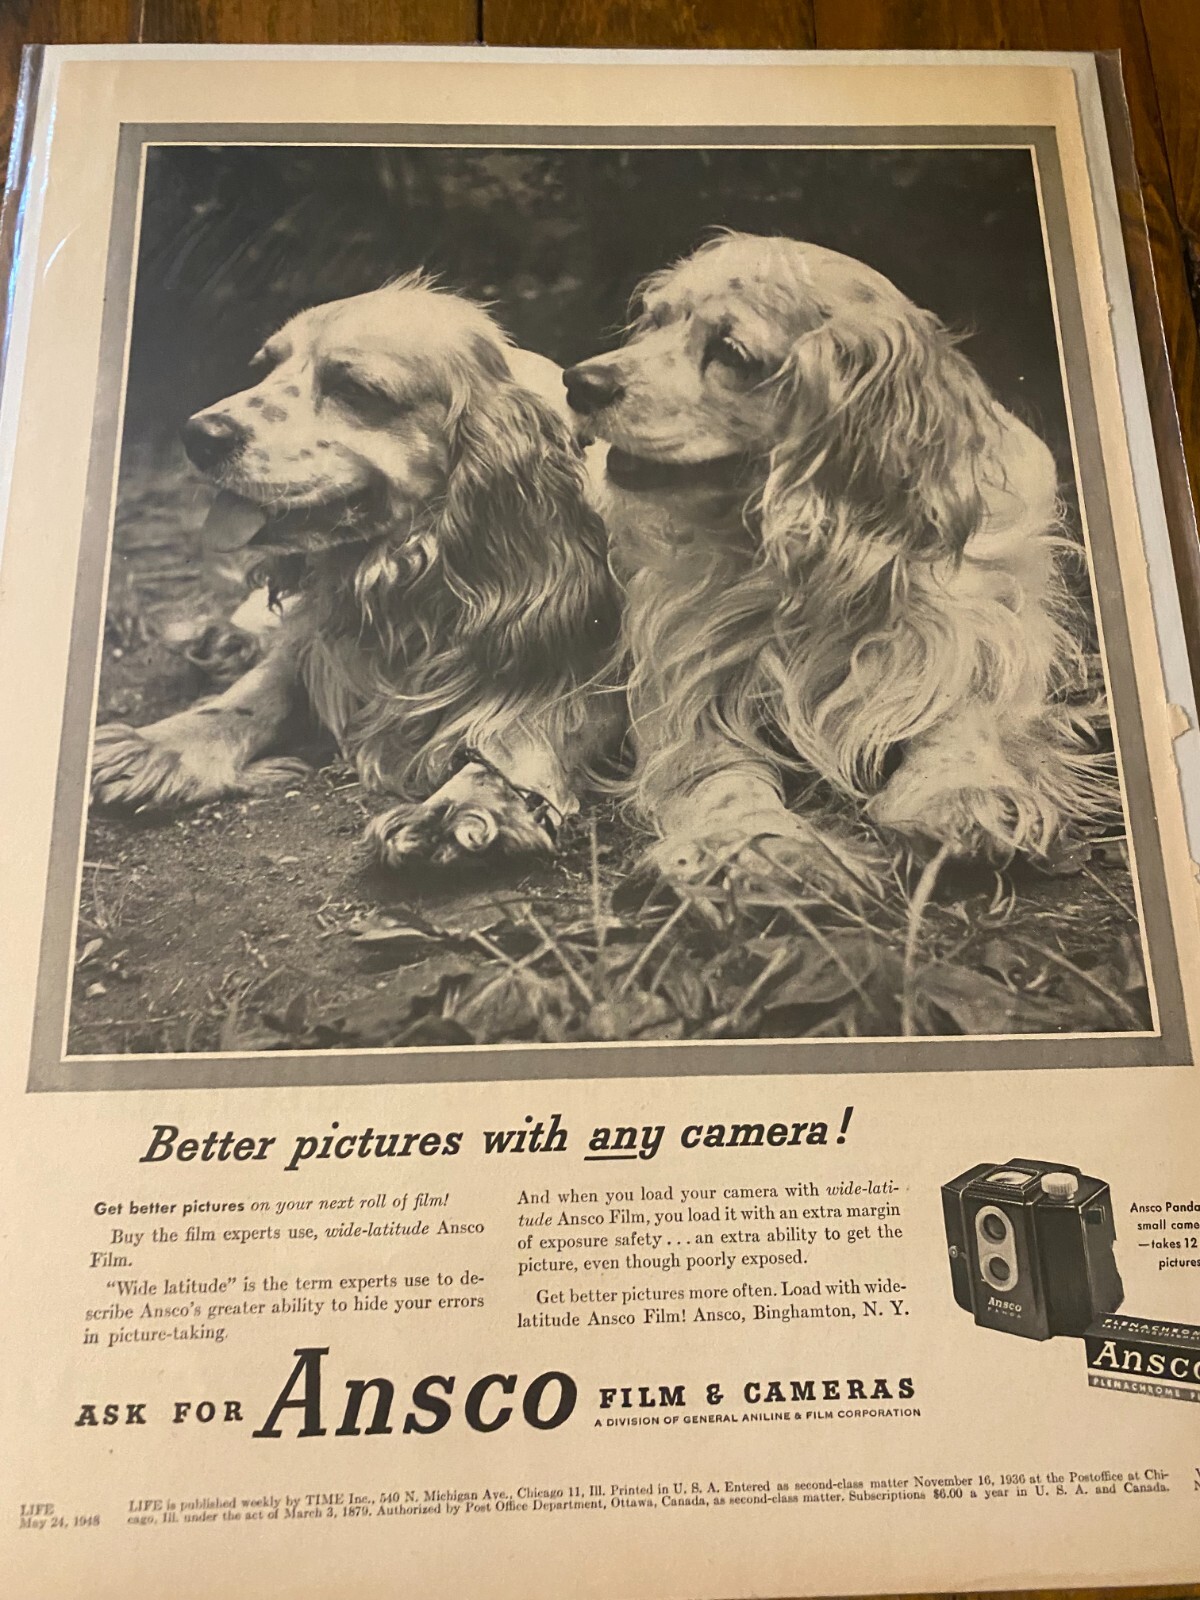 Better pictures with any camera!
Get better pictures on your next roll of film!
Buy the film experts use, wide-latitude Ansco
Film.
"Wide latitude" is the term experts use to de-
scribe Ansco's greater ability to hide your errors
in picture-taking.
And when you load your camera with wide-lati-
tude Ansco Film, you load it with an extra margin
of exposure safety . . . an extra ability to get the
picture, even though poorly exposed.
Get better pictures more often. Load with wide-
latitude Ansco Film! Ansco, Binghamton, N. Y.
Ansco Panda
small came
—takes 12
pictures
Ansco
PANDA
PLENACHROM
Ansco
PLENACHROME
ASK FOR Ansco FILM & CAMERAS
A DIVISION OF GENERAL ANILINE & FILM CORPORATION
LIFE
May 24, 1948
LIFE is published weekly by TIME Inc., 540 N. Michigan Ave., Chicago 11, Ill. Printed in U. S. A. Entered as second-class matter November 16, 1936 at the Postoffice at Chi-
cago, Ill. under the act of March 3, 1879. Authorized by Post Office Department, Ottawa, Canada, as second-class matter. Subscriptions $6.00 a year in U. S. A. and Canada.